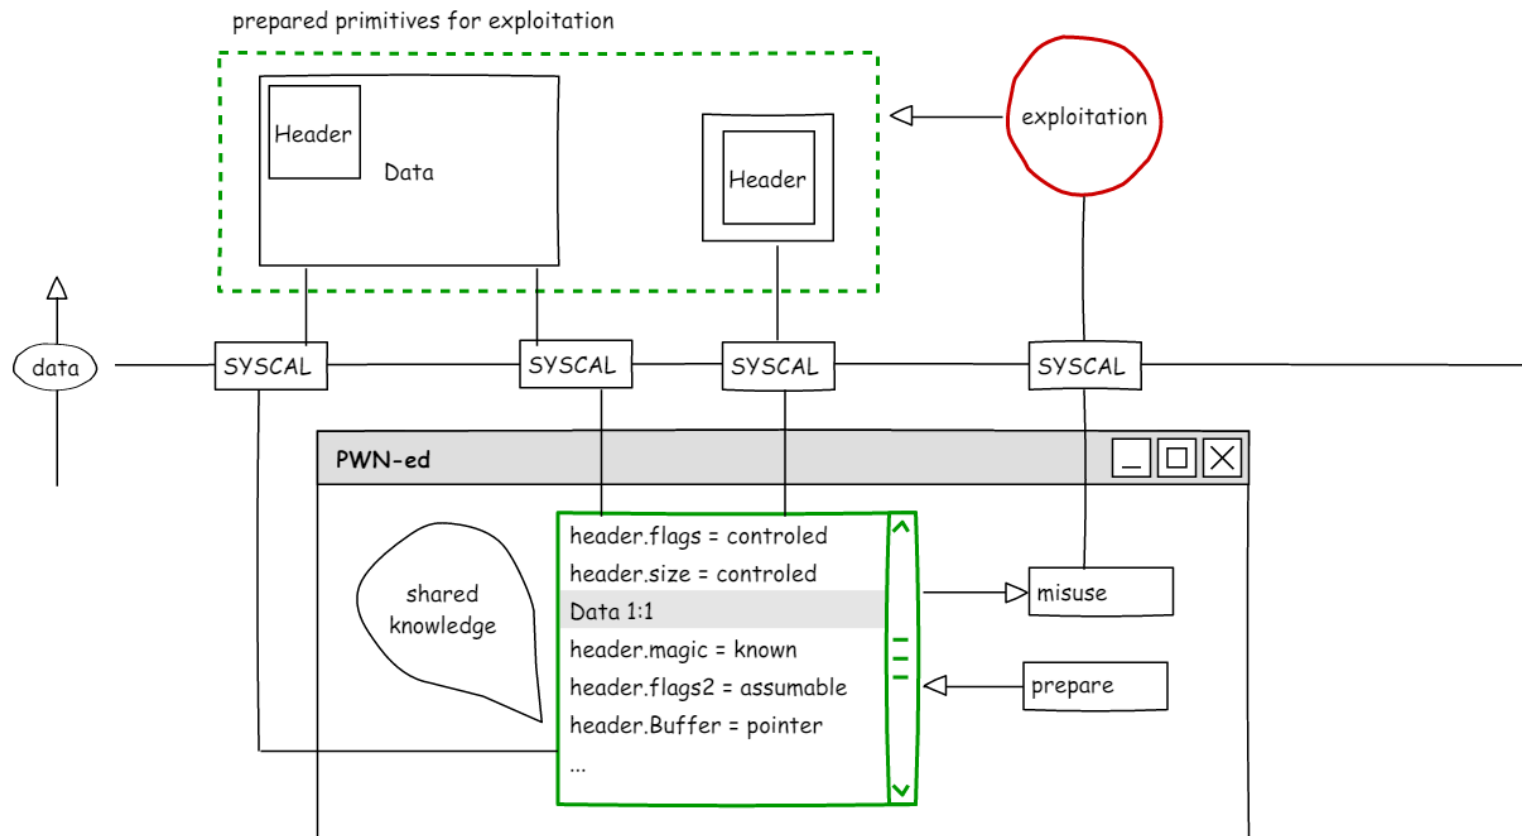 prepared primitives for exploitation
Header
Data
Header
exploitation
data
SYSCAL
SYSCAL
SYSCAL
SYSCAL
PWN-ed
shared
knowledge
header.flags = controled
header.size = controled
Data 1:1
header.magic = known
header.flags2 = assumable
header.Buffer = pointer
...
misuse
prepare